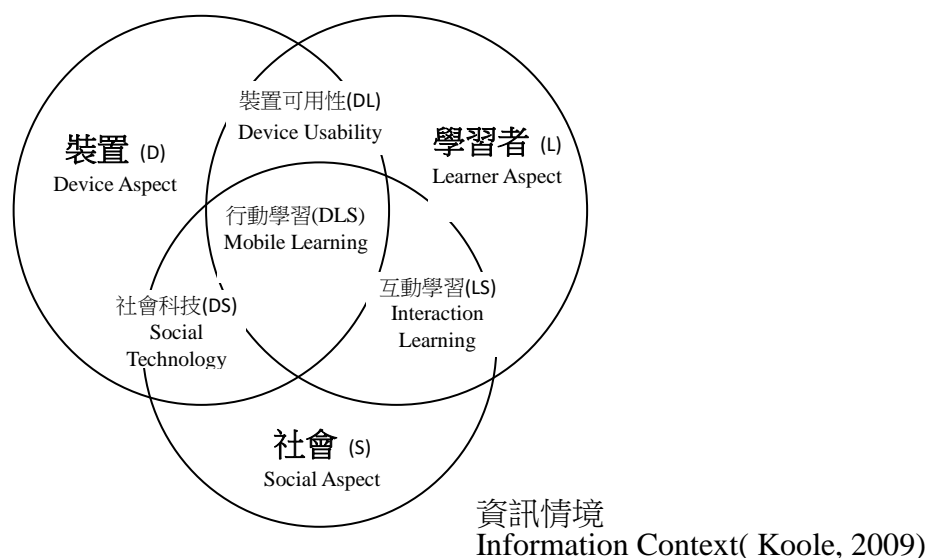 裝置可用性(DL)
Device Usability
裝置 (D)
Device Aspect
學習者 (L)
Learner Aspect
行動學習(DLS)
Mobile Learning
社會科技(DS)
Social
Technology
互動學習(LS)
Interaction
Learning
社會 (S)
Social Aspect
資訊情境
Information Context( Koole, 2009)